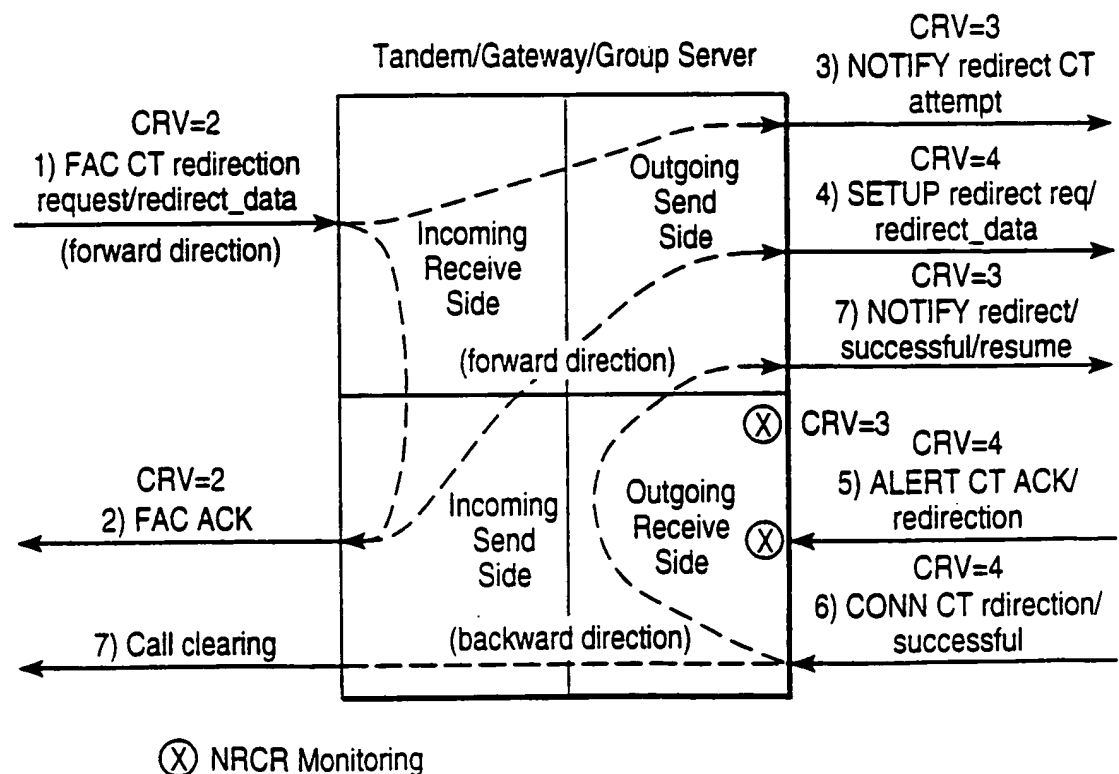 Tandem/Gateway/Group Server
CRV=2
1) FAC CT redirection
request/redirect_data
(forward direction)
CRV=3
3) NOTIFY redirect CT
attempt
CRV=4
4) SETUP redirect req/
redirect_data
CRV=3
7) NOTIFY redirect/
successful/resume
Incoming
Receive
Side
Outgoing
Send
Side
(forward direction)
CRV=2
2) FAC ACK
7) Call clearing
Incoming
Send
Side
Outgoing
Receive
Side
(backward direction)
X CRV=3
X
CRV=4
5) ALERT CT ACK/
redirection
CRV=4
6) CONN CT rdirection/
successful
X NRCR Monitoring